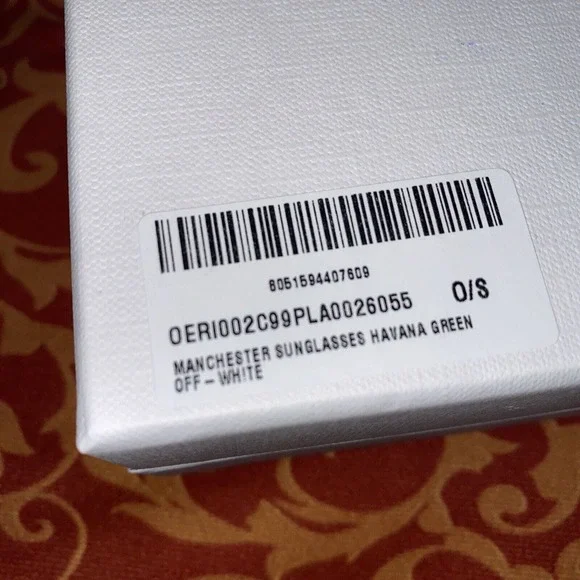 8051594407609
OERI002C99PLA0026055 O/S
MANCHESTER SUNGLASSES HAVANA GREEN
OFF-WHITE